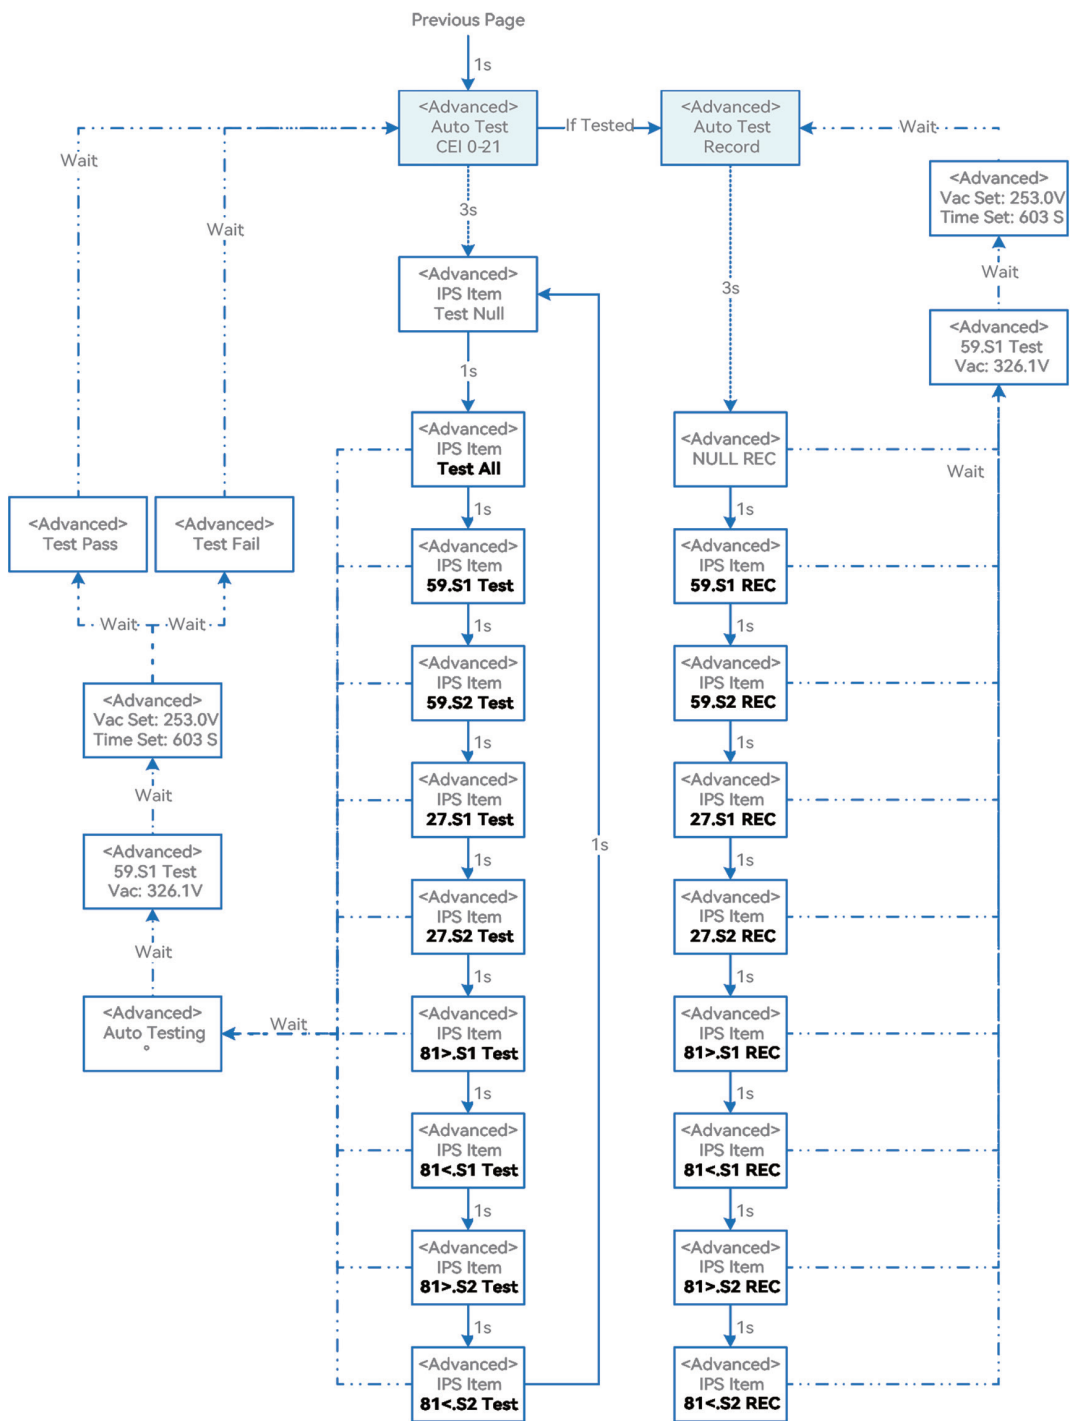 Previous Page
1s
<Advanced>
Auto Test
CEI 0-21
If Tested
<Advanced>
Auto Test
Record
Wait
Wait
Wait
3s
<Advanced>
IPS Item
Test Null
1s
<Advanced>
IPS Item
Test All
1s
<Advanced>
IPS Item
59.S1 Test
1s
<Advanced>
IPS Item
59.S2 Test
1s
<Advanced>
IPS Item
27.S1 Test
1s
<Advanced>
IPS Item
27.S2 Test
1s
<Advanced>
IPS Item
81>.S1 Test
1s
<Advanced>
IPS Item
81<.S1 Test
1s
<Advanced>
IPS Item
81>.S2 Test
1s
<Advanced>
IPS Item
81<.S2 Test
1s
<Advanced>
Test Pass
<Advanced>
Test Fail
Wait
Wait
<Advanced>
Vac Set: 253.0V
Time Set: 603 S
Wait
<Advanced>
59.S1 Test
Vac: 326.1V
Wait
<Advanced>
Auto Testing
Wait
3s
<Advanced>
NULL REC
1s
<Advanced>
IPS Item
59.S1 REC
1s
<Advanced>
IPS Item
59.S2 REC
1s
<Advanced>
IPS Item
27.S1 REC
1s
<Advanced>
IPS Item
27.S2 REC
1s
<Advanced>
IPS Item
81>.S1 REC
1s
<Advanced>
IPS Item
81<.S1 REC
1s
<Advanced>
IPS Item
81>.S2 REC
1s
<Advanced>
IPS Item
81<.S2 REC
<Advanced>
Vac Set: 253.0V
Time Set: 603 S
Wait
<Advanced>
59.S1 Test
Vac: 326.1V
Wait